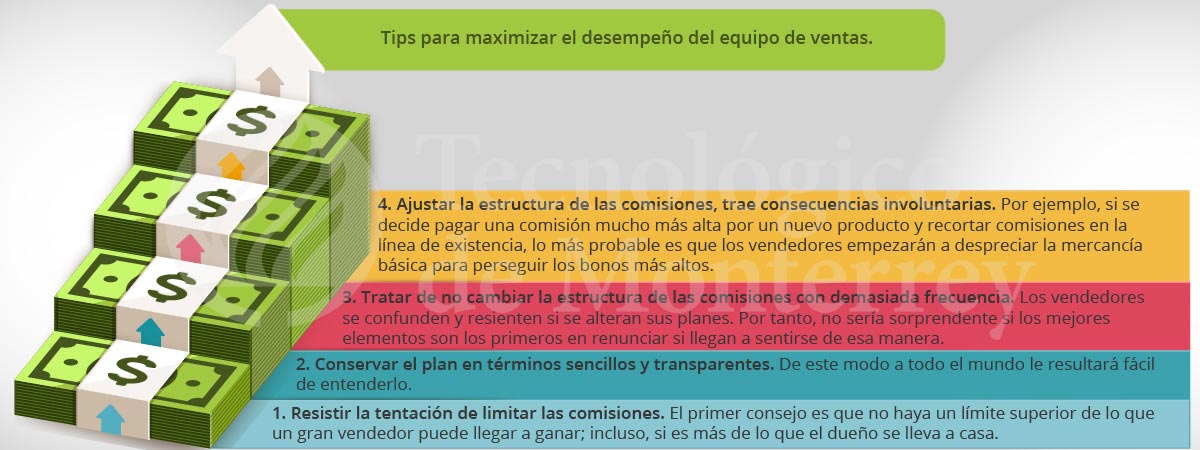 Tips para maximizar el desempeño del equipo de ventas.
4. Ajustar la estructura de las comisiones, trae consecuencias involuntarias. Por ejemplo, si se
decide pagar una comisión mucho más alta por un nuevo producto y recortar comisiones en la
línea de existencia, lo más probable es que los vendedores empezarán a despreciar la mercancía
básica para perseguir los bonos más altos.
3. Tratar de no cambiar la estructura de las comisiones con demasiada frecuencia. Los vendedores
se confunden y resienten si se alteran sus planes. Por tanto, no sería sorprendente si los mejores
elementos son los primeros en renunciar si llegan a sentirse de esa manera.
2. Conservar el plan en términos sencillos y transparentes. De este modo a todo el mundo le resultará fácil
de entenderlo.
1. Resistir la tentación de limitar las comisiones. El primer consejo es que no haya un límite superior de lo que
un gran vendedor puede llegar a ganar; incluso, si es más de lo que el dueño se lleva a casa.
$
$
$
$
Tecnológico
de Monterrey